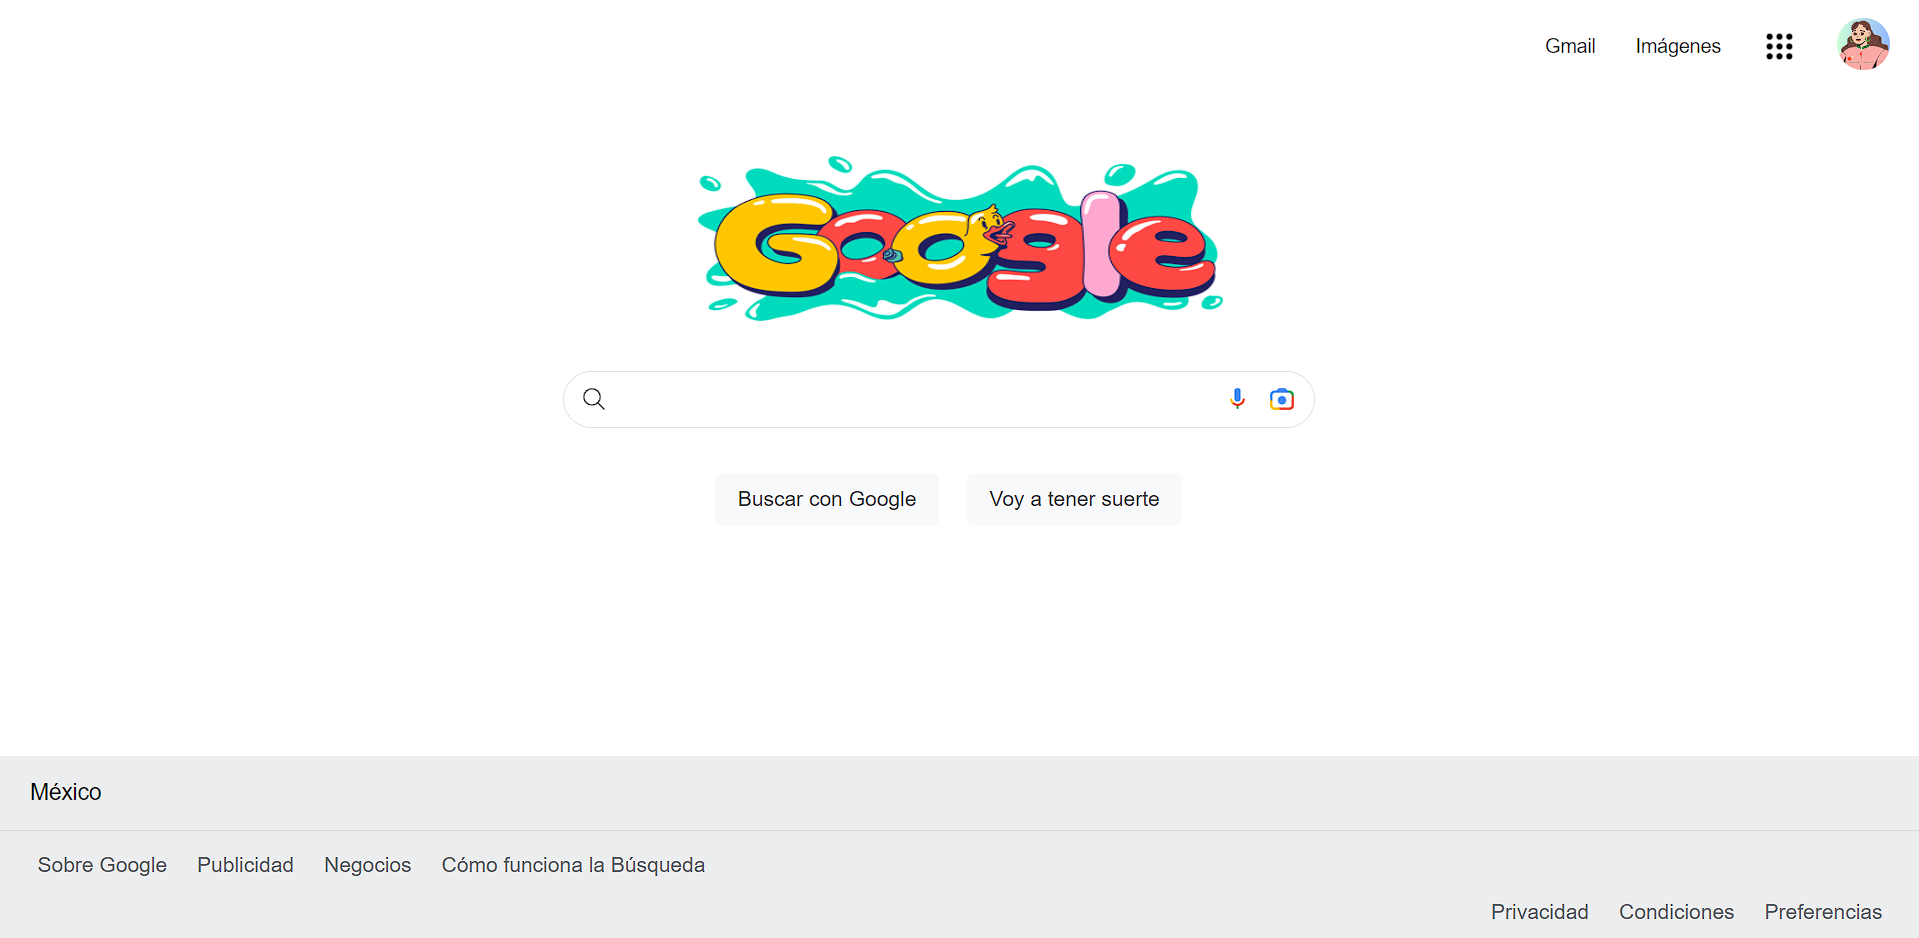 Gmail Imágenes
Google
Buscar con Google Voy a tener suerte
México
Sobre Google Publicidad Negocios Cómo funciona la Búsqueda
Privacidad Condiciones Preferencias